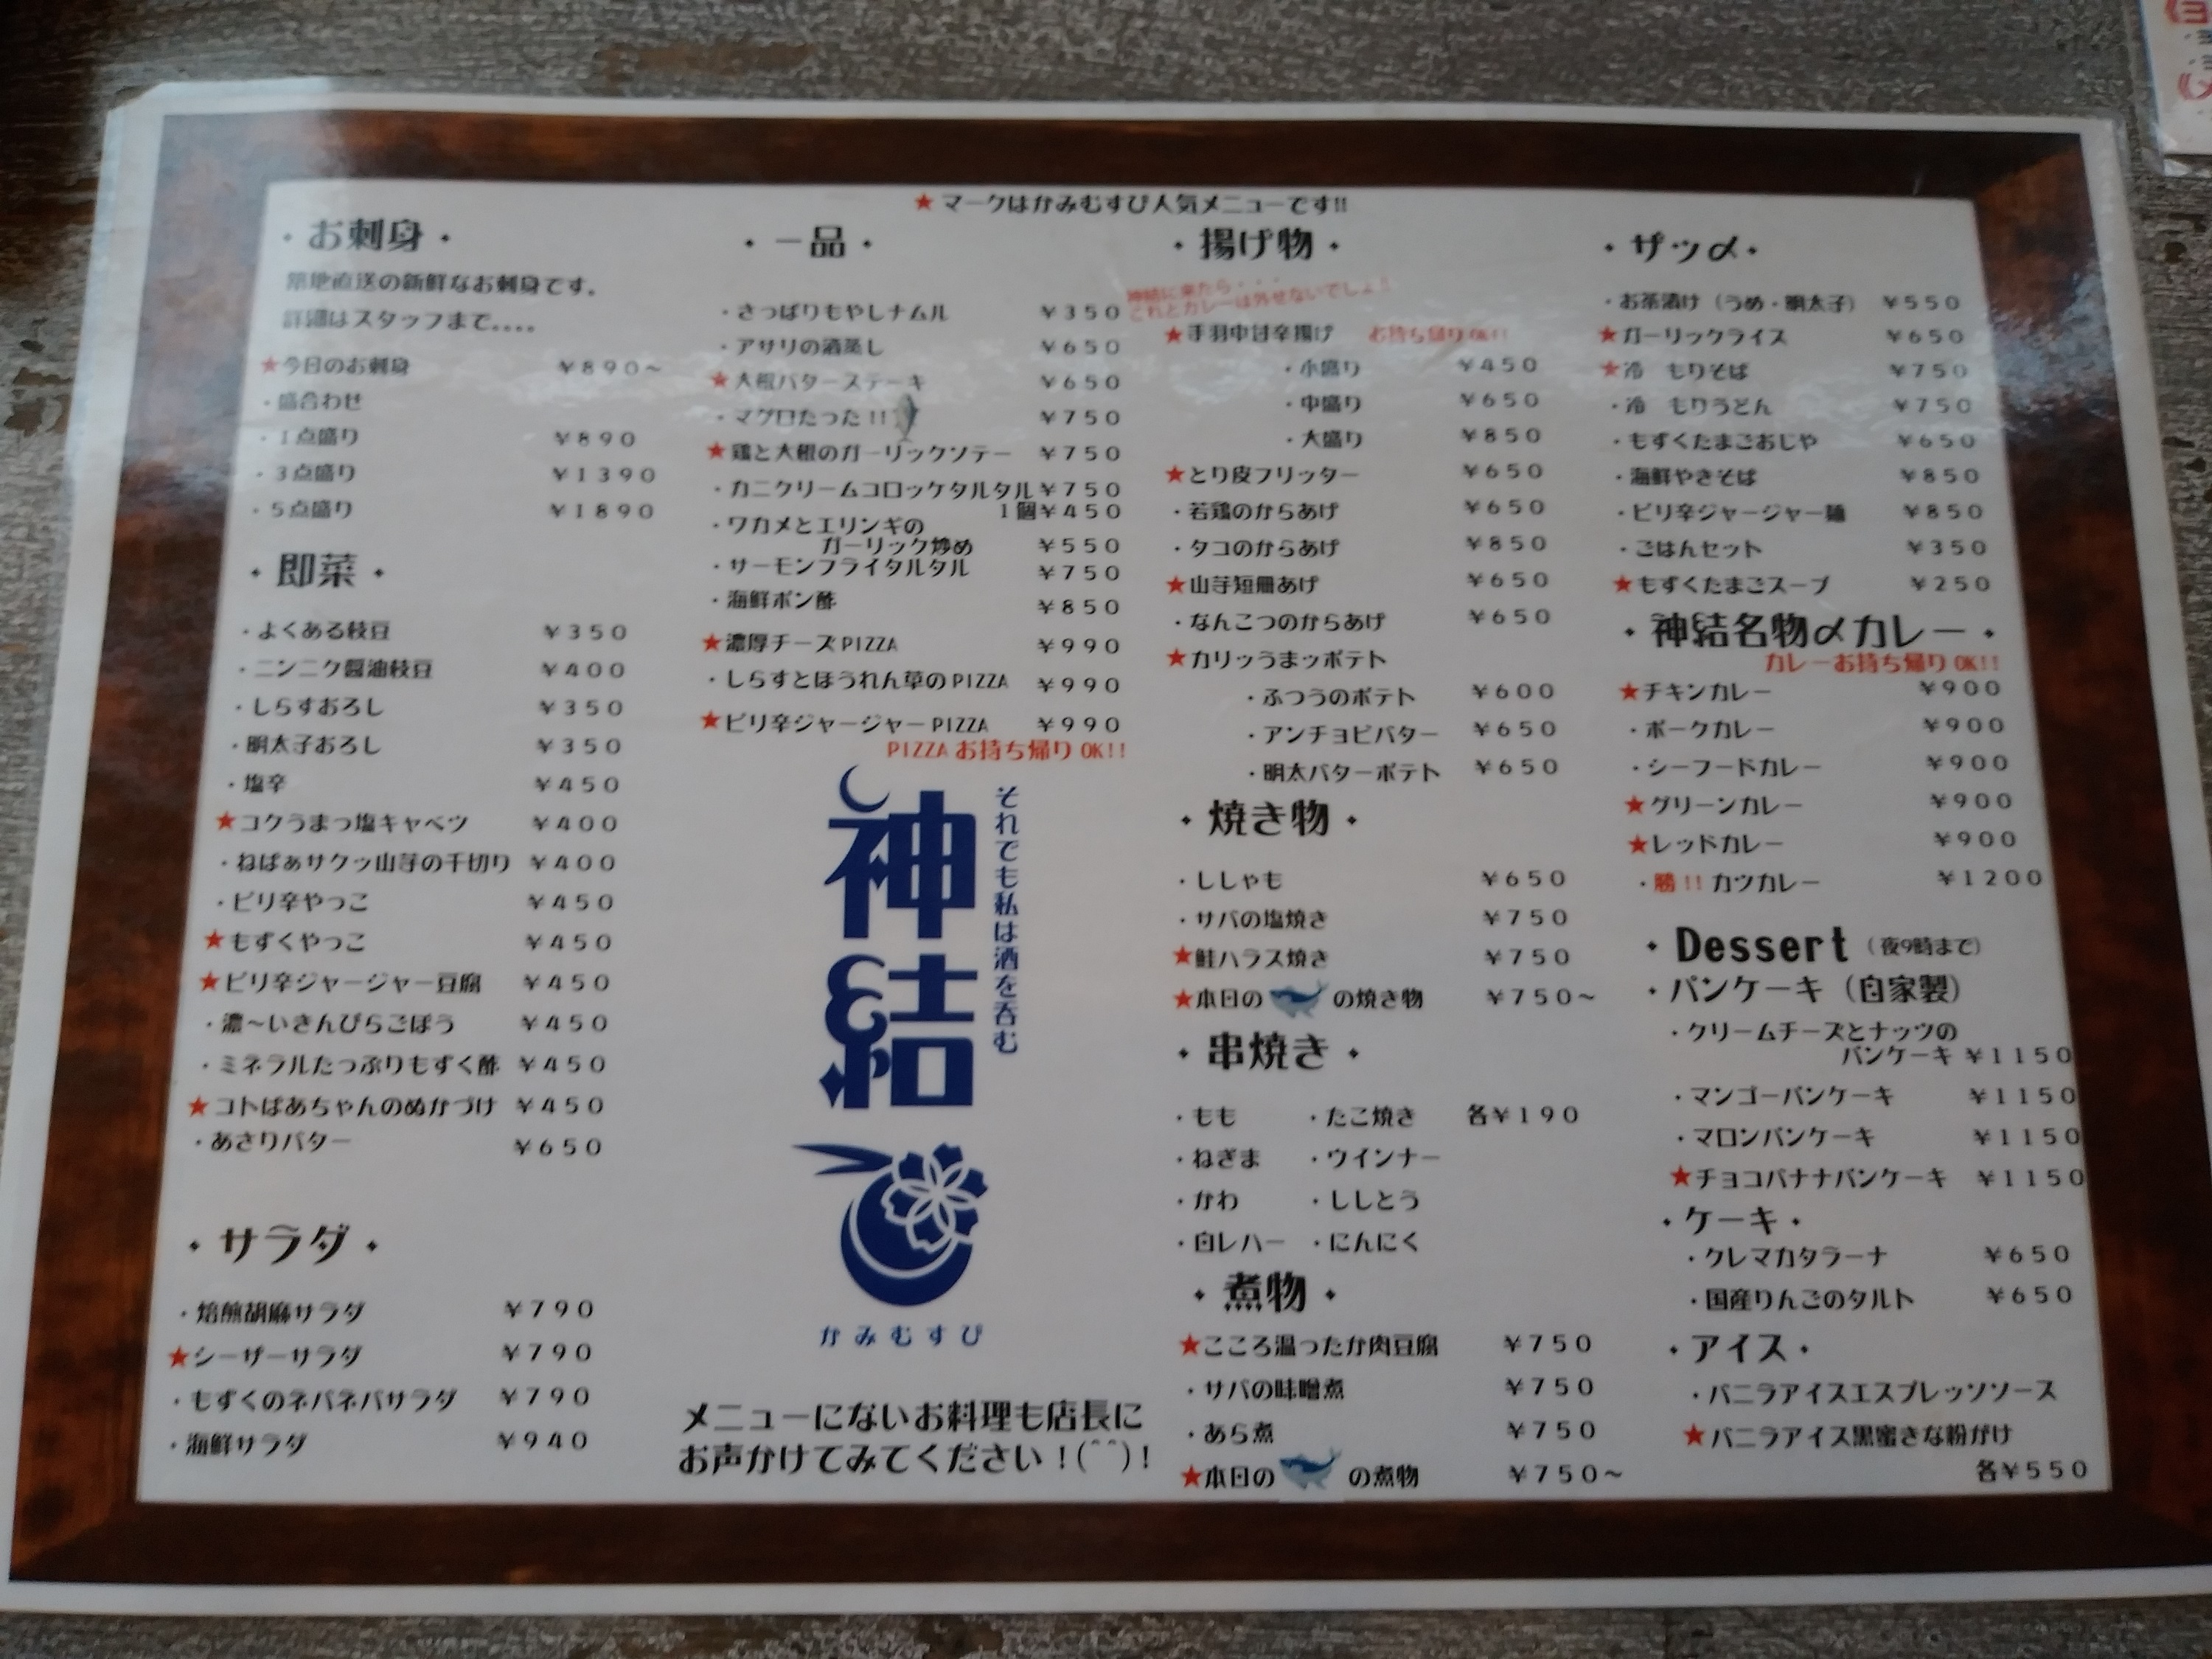 ★マークはかみむすび人気メニューです!!
・お刺身・
築地直送の新鮮なお刺身です。
詳細はスタッフまで....
★今日のお刺身 ￥890～
・盛合わせ
・1点盛り ￥890
・3点盛り ￥1390
・5点盛り ￥1890
・即菜・
・よくある枝豆 ￥350
・ニンニク醤油枝豆 ￥400
・しらすおろし ￥350
・明太子おろし ￥350
・塩辛 ￥450
★コクうまっ塩キャベツ ￥400
・ねばぁサクッ山芋の千切り ￥400
・ピリ辛やっこ ￥450
★もずくやっこ ￥450
★ピリ辛ジャージャー豆腐 ￥450
・濃～いきんぴらごぼう ￥450
・ミネラルたっぷりもずく酢 ￥450
★コトばあちゃんのぬかづけ ￥450
・あさりバター ￥650
・サラダ・
・焙煎胡麻サラダ ￥790
★シーザーサラダ ￥790
・もずくのネバネバサラダ ￥790
・海鮮サラダ ￥940
・一品・
・さっぱりもやしナムル ￥350
・アサリの酒蒸し ￥650
★大根バターステーキ ￥650
・マグロたった!! ￥750
★鶏と大根のガーリックソテー ￥750
・カニクリームコロッケタルタル ￥750
1個￥450
・ワカメとエリンギの
ガーリック炒め ￥550
・サーモンフライタルタル ￥750
・海鮮ポン酢 ￥850
★濃厚チーズPIZZA ￥990
・しらすとほうれん草のPIZZA ￥990
★ピリ辛ジャージャーPIZZA ￥990
PIZZAお持ち帰りOK!!
それでも私は酒を呑む
神結
かみむすび
メニューにないお料理も店長に
お声かけてみてください!(^^)!
・揚げ物・
神結に来たら・・・
これとカレーは外せないでしょ!
★手羽中甘辛揚げ お持ち帰りOK!!
・小盛り ￥450
・中盛り ￥650
・大盛り ￥850
★とり皮フリッター ￥650
・若鶏のからあげ ￥650
・タコのからあげ ￥850
★山芋短冊あげ ￥650
・なんこつのからあげ ￥650
★カリッうまッポテト
・ふつうのポテト ￥600
・アンチョビバター ￥650
・明太バターポテト ￥650
・焼き物・
・ししゃも ￥650
・サバの塩焼き ￥750
★鮭ハラス焼き ￥750
★本日の の焼き物 ￥750～
・串焼き・
・もも ・たこ焼き 各￥190
・ねぎま ・ウインナー
・かわ ・ししとう
・白レバー ・にんにく
・煮物・
★こころ温ったか肉豆腐 ￥750
・サバの味噌煮 ￥750
・あら煮 ￥750
★本日の の煮物 ￥750～
・ザッ〆・
・お茶漬け（うめ・明太子） ￥550
★ガーリックライス ￥650
★冷 もりそば ￥750
・冷 もりうどん ￥750
・もずくたまごおじや ￥650
・海鮮やきそば ￥850
・ピリ辛ジャージャー麺 ￥850
・ごはんセット ￥350
★もずくたまごスープ ￥250
・神結名物〆カレー・
カレーお持ち帰りOK!!
★チキンカレー ￥900
・ポークカレー ￥900
・シーフードカレー ￥900
★グリーンカレー ￥900
★レッドカレー ￥900
・勝!!カツカレー ￥1200
・Dessert（夜9時まで）
・パンケーキ（自家製）
・クリームチーズとナッツの
パンケーキ ￥1150
・マンゴーパンケーキ ￥1150
・マロンパンケーキ ￥1150
★チョコバナナパンケーキ ￥1150
・ケーキ・
・クレマカタラーナ ￥650
・国産りんごのタルト ￥650
・アイス・
・バニラアイスエスプレッソソース
★バニラアイス黒蜜きな粉がけ
各￥550